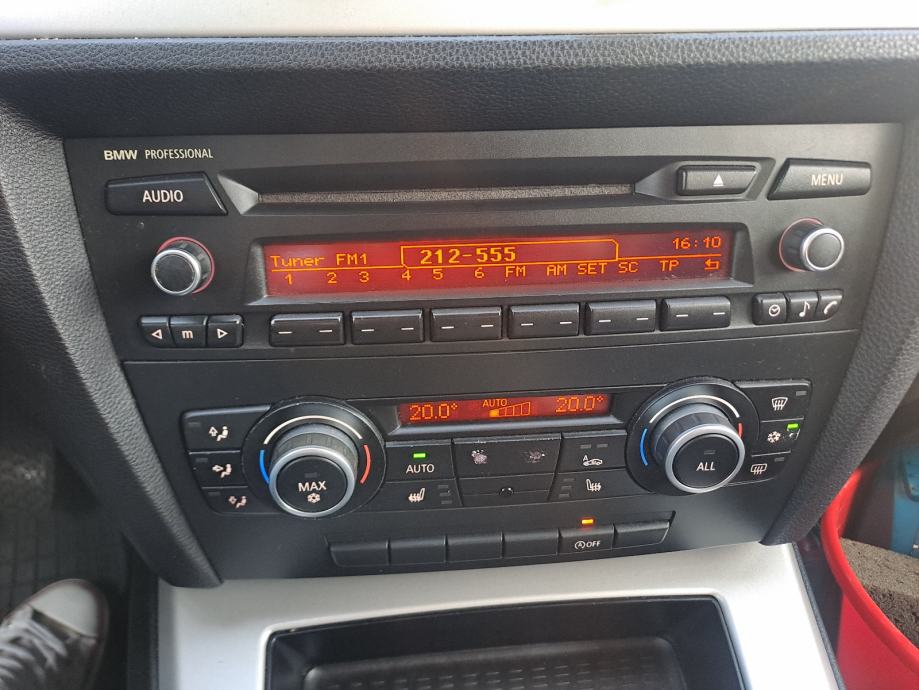 BMW PROFESSIONAL
AUDIO
MENU
Tuner FM1 212-555 16:10
1 2 3 4 5 6 FM AM SET SC TP
m
20.0° AUTO 20.0°
MAX
AUTO
A
ALL
A OFF